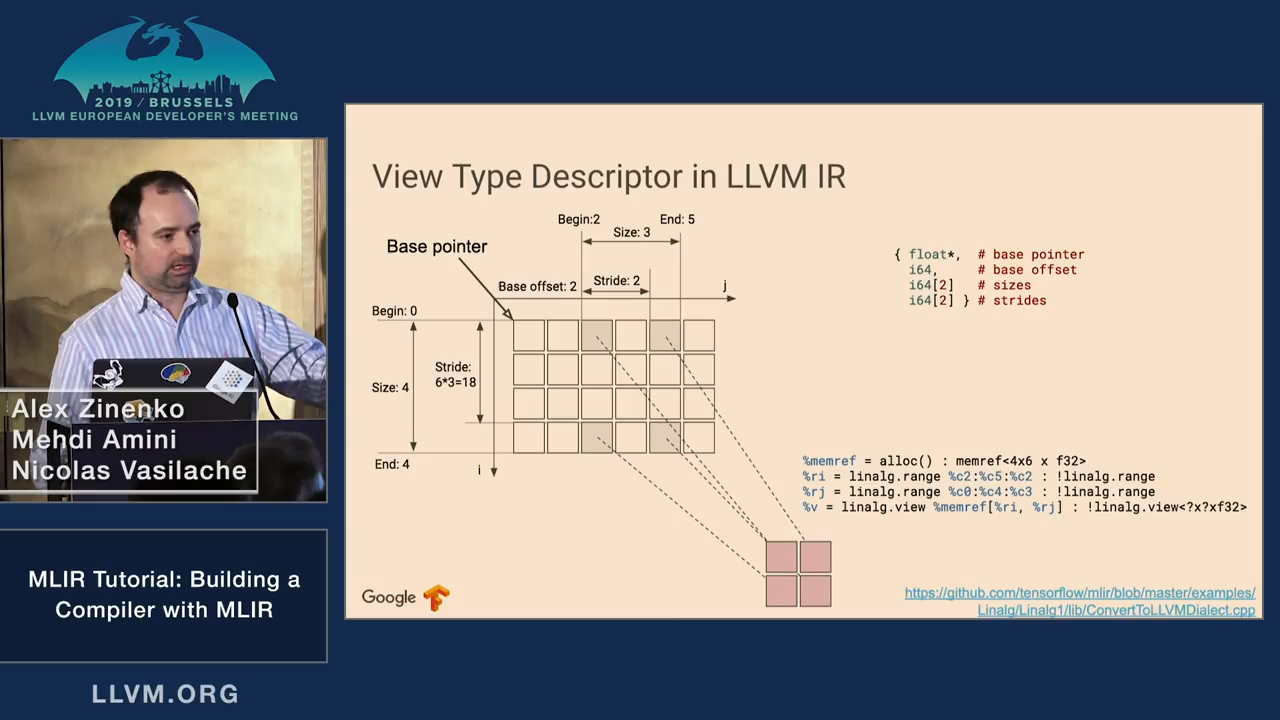 2019 / BRUSSELS
LLVM EUROPEAN DEVELOPER'S MEETING
Alex Zinenko
Mehdi Amini
Nicolas Vasilache
MLIR Tutorial: Building a
Compiler with MLIR
LLVM.ORG
View Type Descriptor in LLVM IR
Begin:2
End: 5
Size: 3
Base pointer
Base offset: 2
Stride: 2
j
Begin: 0
Stride:
6*3=18
Size: 4
End: 4
i
{ float*, # base pointer
i64, # base offset
i64[2] # sizes
i64[2] } # strides
%memref = alloc() : memref<4x6 x f32>
%ri = linalg.range %c2:%c5:%c2 : !linalg.range
%rj = linalg.range %c0:%c4:%c3 : !linalg.range
%v = linalg.view %memref[%ri, %rj] : !linalg.view<?x?xf32>
Google
https://github.com/tensorflow/mlir/blob/master/examples/
Linalg/Linalg1/lib/ConvertToLLVMDialect.cpp